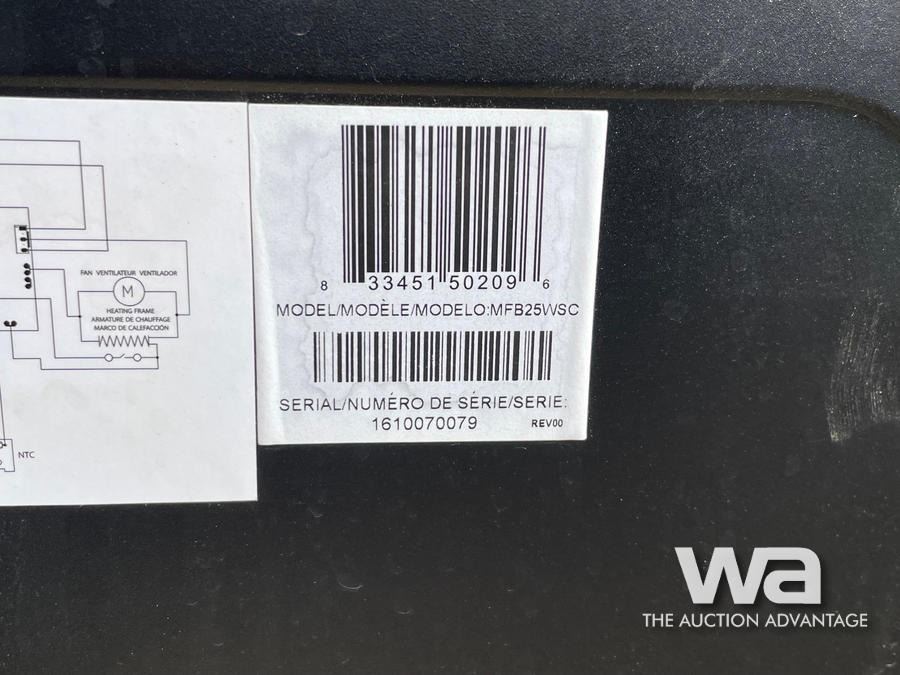 FAN VENTILATEUR VENTILADOR
M
HEATING FRAME
ARMATURE DE CHAUFFAGE
MARCO DE CALEFACCIÓN
NTC
8 33451 50209 6
MODEL/MODÈLE/MODELO:MFB25WSC
SERIAL/NUMÉRO DE SÉRIE/SERIE:
1610070079 REV00
wa
THE AUCTION ADVANTAGE